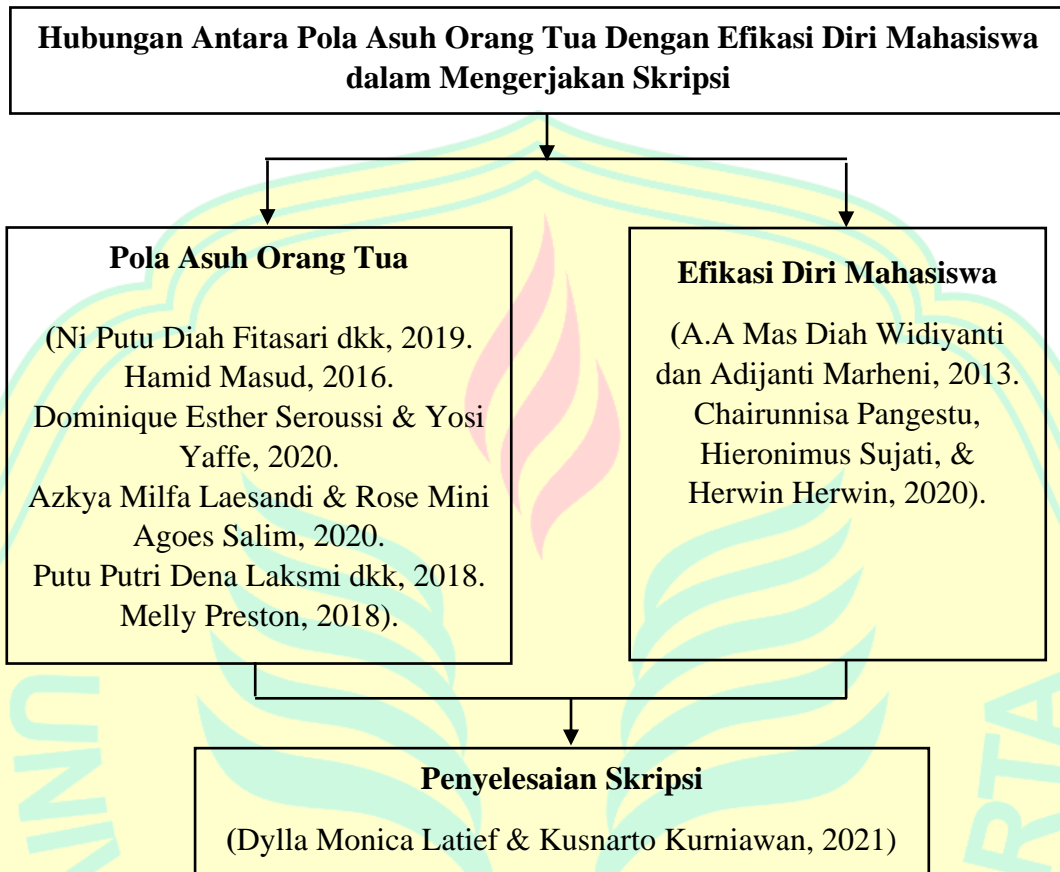 Hubungan Antara Pola Asuh Orang Tua Dengan Efikasi Diri Mahasiswa
dalam Mengerjakan Skripsi
Pola Asuh Orang Tua
(Ni Putu Diah Fitasari dkk, 2019.
Hamid Masud, 2016.
Dominique Esther Seroussi & Yosi
Yaffe, 2020.
Azkya Milfa Laesandi & Rose Mini
Agoes Salim, 2020.
Putu Putri Dena Laksmi dkk, 2018.
Melly Preston, 2018).
Efikasi Diri Mahasiswa
(A.A Mas Diah Widiyanti
dan Adijanti Marheni, 2013.
Chairunnisa Pangestu,
Hieronimus Sujati, &
Herwin Herwin, 2020).
Penyelesaian Skripsi
(Dylla Monica Latief & Kusnarto Kurniawan, 2021)